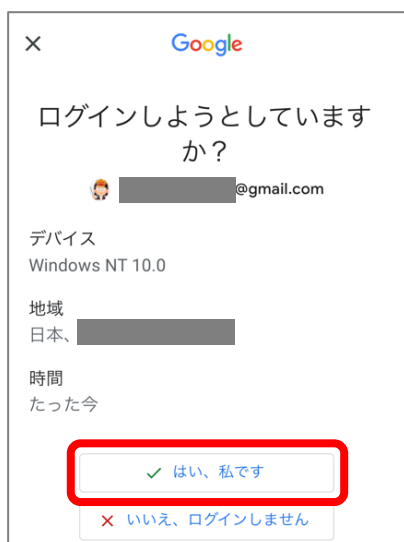 Google
ログインしようとしています
か？
@gmail.com
デバイス
Windows NT 10.0
地域
日本、
時間
たった今
はい、私です
いいえ、ログインしません